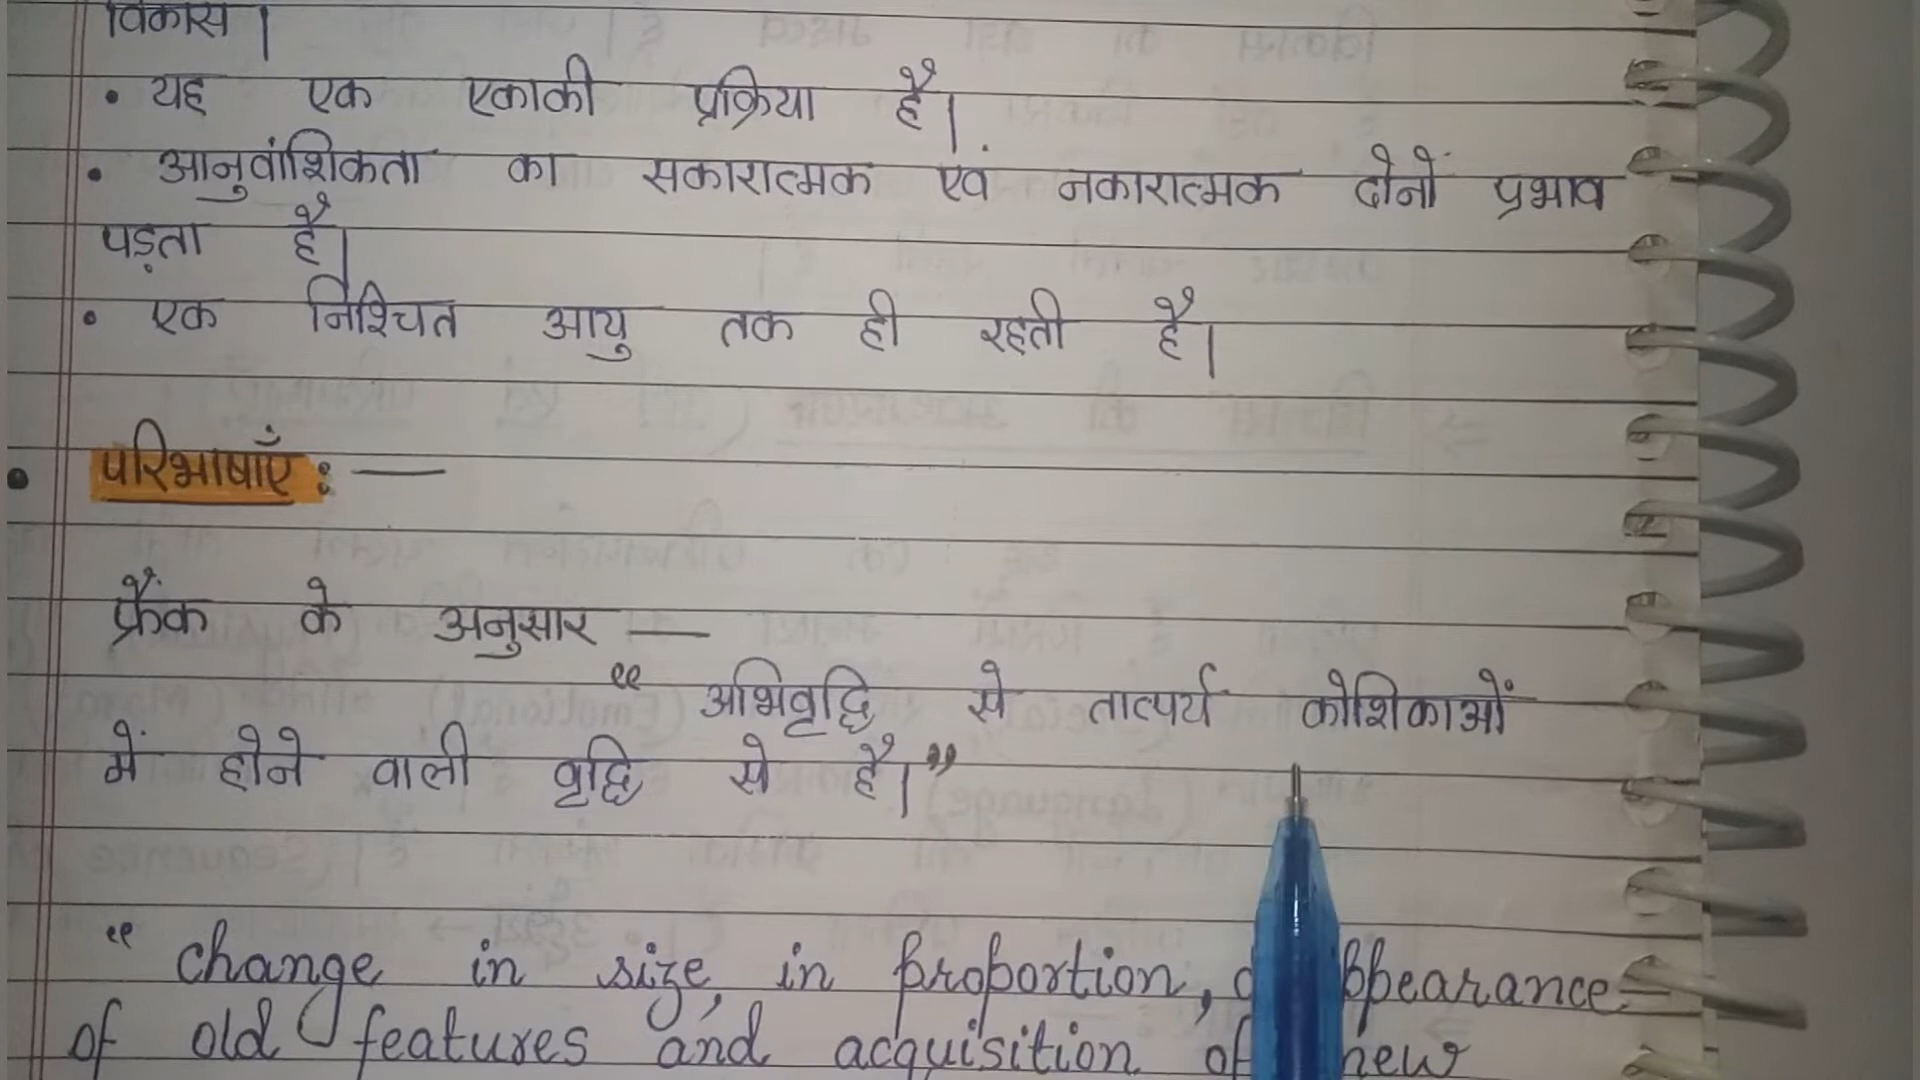 विकास।
• यह एक एकाकी प्रक्रिया है।
• आनुवांशिकता का सकारात्मक एवं नकारात्मक दोनों प्रभाव
पड़ता है।
• एक निश्चित आयु तक ही रहती है।
• परिभाषाएँ : —
फ्रैंक के अनुसार —
“ अभिवृद्धि से तात्पर्य कोशिकाओं
में होने वाली वृद्धि से है। ”
“ change in size, in proportion,
of old features and acquisition of new